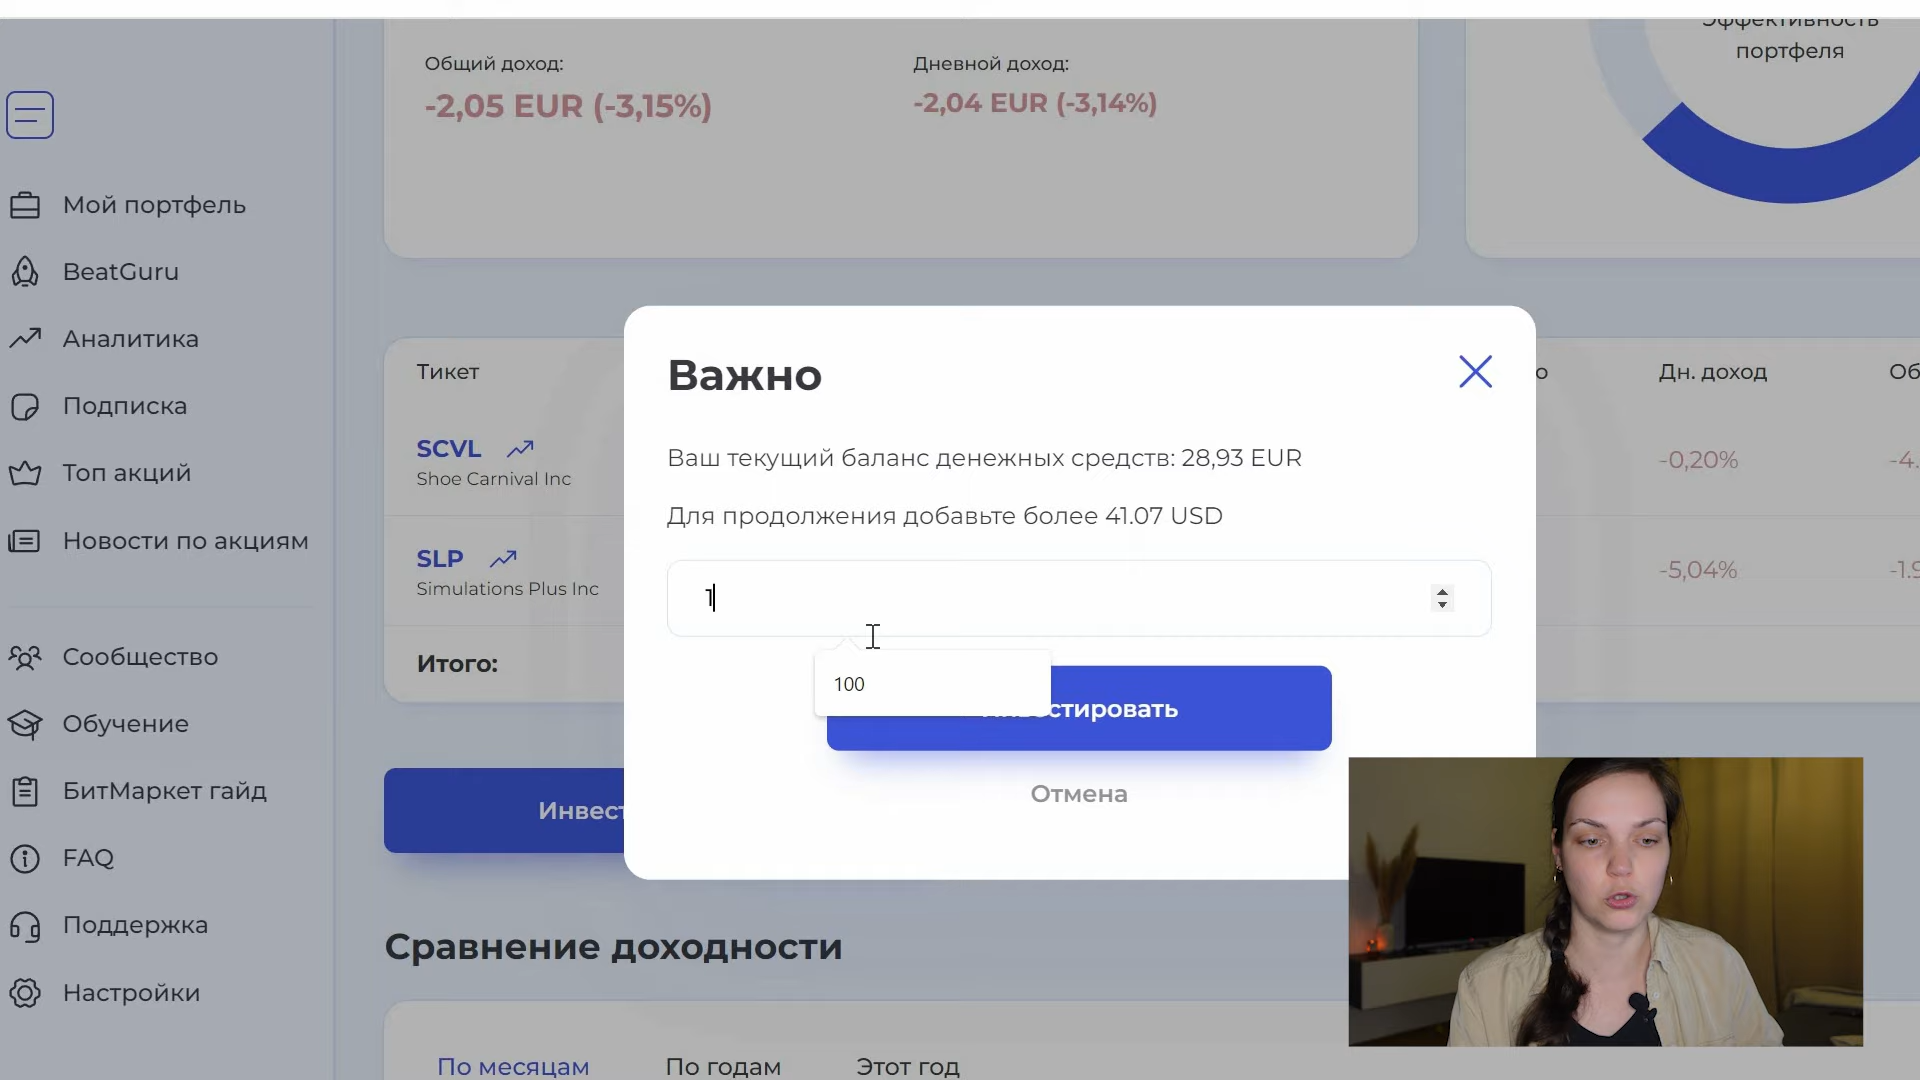 Эффективность
портфеля
Общий доход:
-2,05 EUR (-3,15%)
Дневной доход:
-2,04 EUR (-3,14%)
Мой портфель
BeatGuru
Аналитика
Подписка
Топ акций
Новости по акциям
Сообщество
Обучение
БитМаркет гайд
FAQ
Поддержка
Настройки
Тикет
Дн. доход
SCVL
Shoe Carnival Inc
-0,20%
SLP
Simulations Plus Inc
-5,04%
Итого:
Важно
Ваш текущий баланс денежных средств: 28,93 EUR
Для продолжения добавьте более 41.07 USD
1
100
Отмена
Сравнение доходности
По месяцам
По годам
Этот год